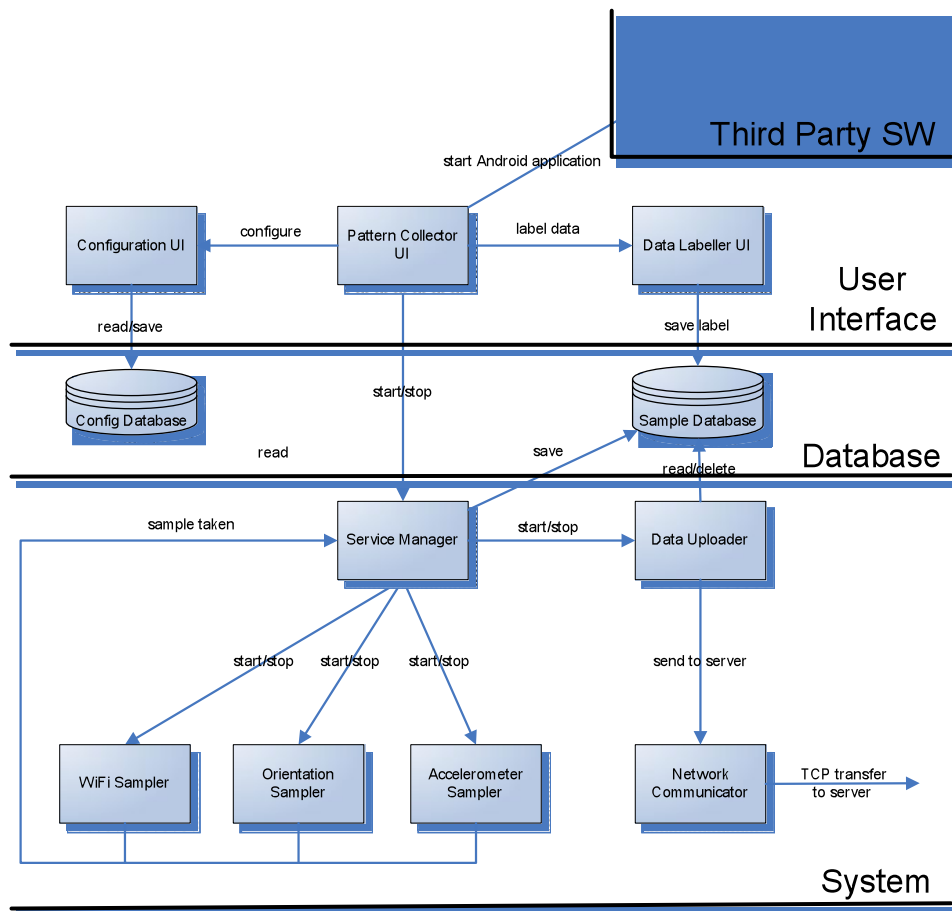 Third Party SW
start Android application
Configuration UI
configure
Pattern Collector
UI
label data
Data Labeller UI
User
Interface
read/save
save label
start/stop
Config Database
Sample Database
read
save
Database
read/delete
sample taken
Service Manager
start/stop
Data Uploader
start/stop
start/stop
start/stop
send to server
WiFi Sampler
Orientation
Sampler
Accelerometer
Sampler
Network
Communicator
TCP transfer
to server
System